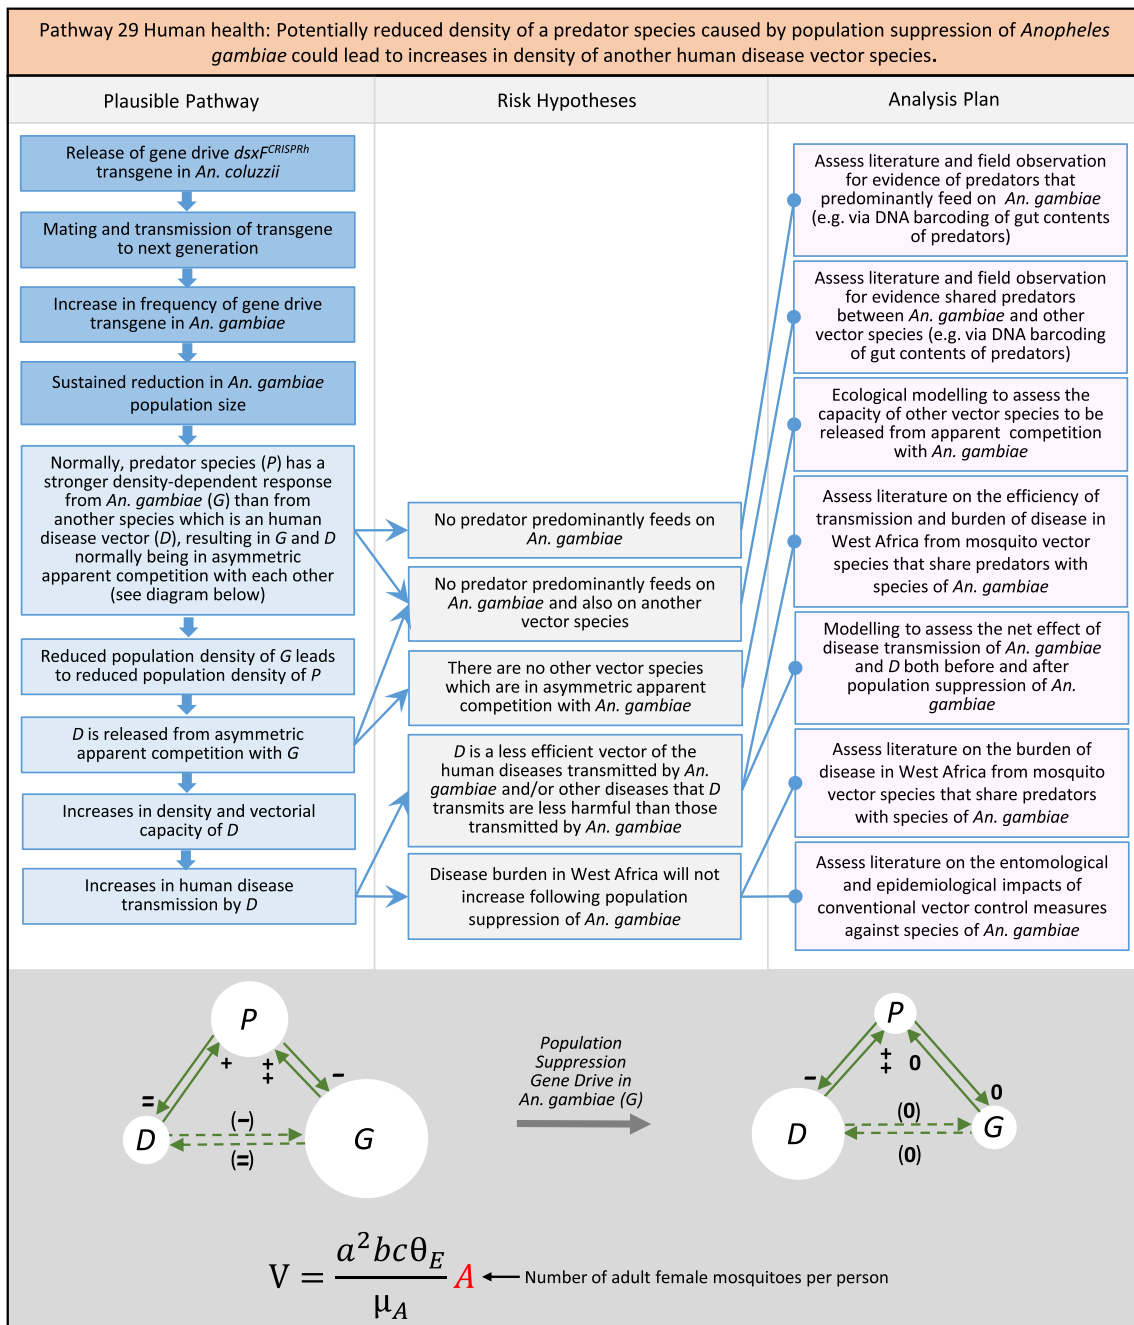 Pathway 29 Human health: Potentially reduced density of a predator species caused by population suppression of Anopheles
gambiae could lead to increases in density of another human disease vector species.
Plausible Pathway
Risk Hypotheses
Analysis Plan
Release of gene drive dsxF^CRISPRh
transgene in An. coluzzii
Mating and transmission of transgene
to next generation
Increase in frequency of gene drive
transgene in An. gambiae
Sustained reduction in An. gambiae
population size
Normally, predator species (P) has a
stronger density-dependent response
from An. gambiae (G) than from
another species which is an human
disease vector (D), resulting in G and D
normally being in asymmetric
apparent competition with each other
(see diagram below)
Reduced population density of G leads
to reduced population density of P
D is released from asymmetric
apparent competition with G
Increases in density and vectorial
capacity of D
Increases in human disease
transmission by D
No predator predominantly feeds on
An. gambiae
No predator predominantly feeds on
An. gambiae and also on another
vector species
There are no other vector species
which are in asymmetric apparent
competition with An. gambiae
D is a less efficient vector of the
human diseases transmitted by An.
gambiae and/or other diseases that D
transmits are less harmful than those
transmitted by An. gambiae
Disease burden in West Africa will not
increase following population
suppression of An. gambiae
Assess literature and field observation
for evidence of predators that
predominantly feed on An. gambiae
(e.g. via DNA barcoding of gut contents
of predators)
Assess literature and field observation
for evidence shared predators
between An. gambiae and other
vector species (e.g. via DNA barcoding
of gut contents of predators)
Ecological modelling to assess the
capacity of other vector species to be
released from apparent competition
with An. gambiae
Assess literature on the efficiency of
transmission and burden of disease in
West Africa from mosquito vector
species that share predators with
species of An. gambiae
Modelling to assess the net effect of
disease transmission of An. gambiae
and D both before and after
population suppression of An.
gambiae
Assess literature on the burden of
disease in West Africa from mosquito
vector species that share predators
with species of An. gambiae
Assess literature on the entomological
and epidemiological impacts of
conventional vector control measures
against species of An. gambiae
P
+
+
+
–
=
(–)
D
G
(=)
Population
Suppression
Gene Drive in
An. gambiae (G)
P
–
+
+
0
0
(0)
D
G
(0)
V = a²bcθ_E / μ_A A
Number of adult female mosquitoes per person